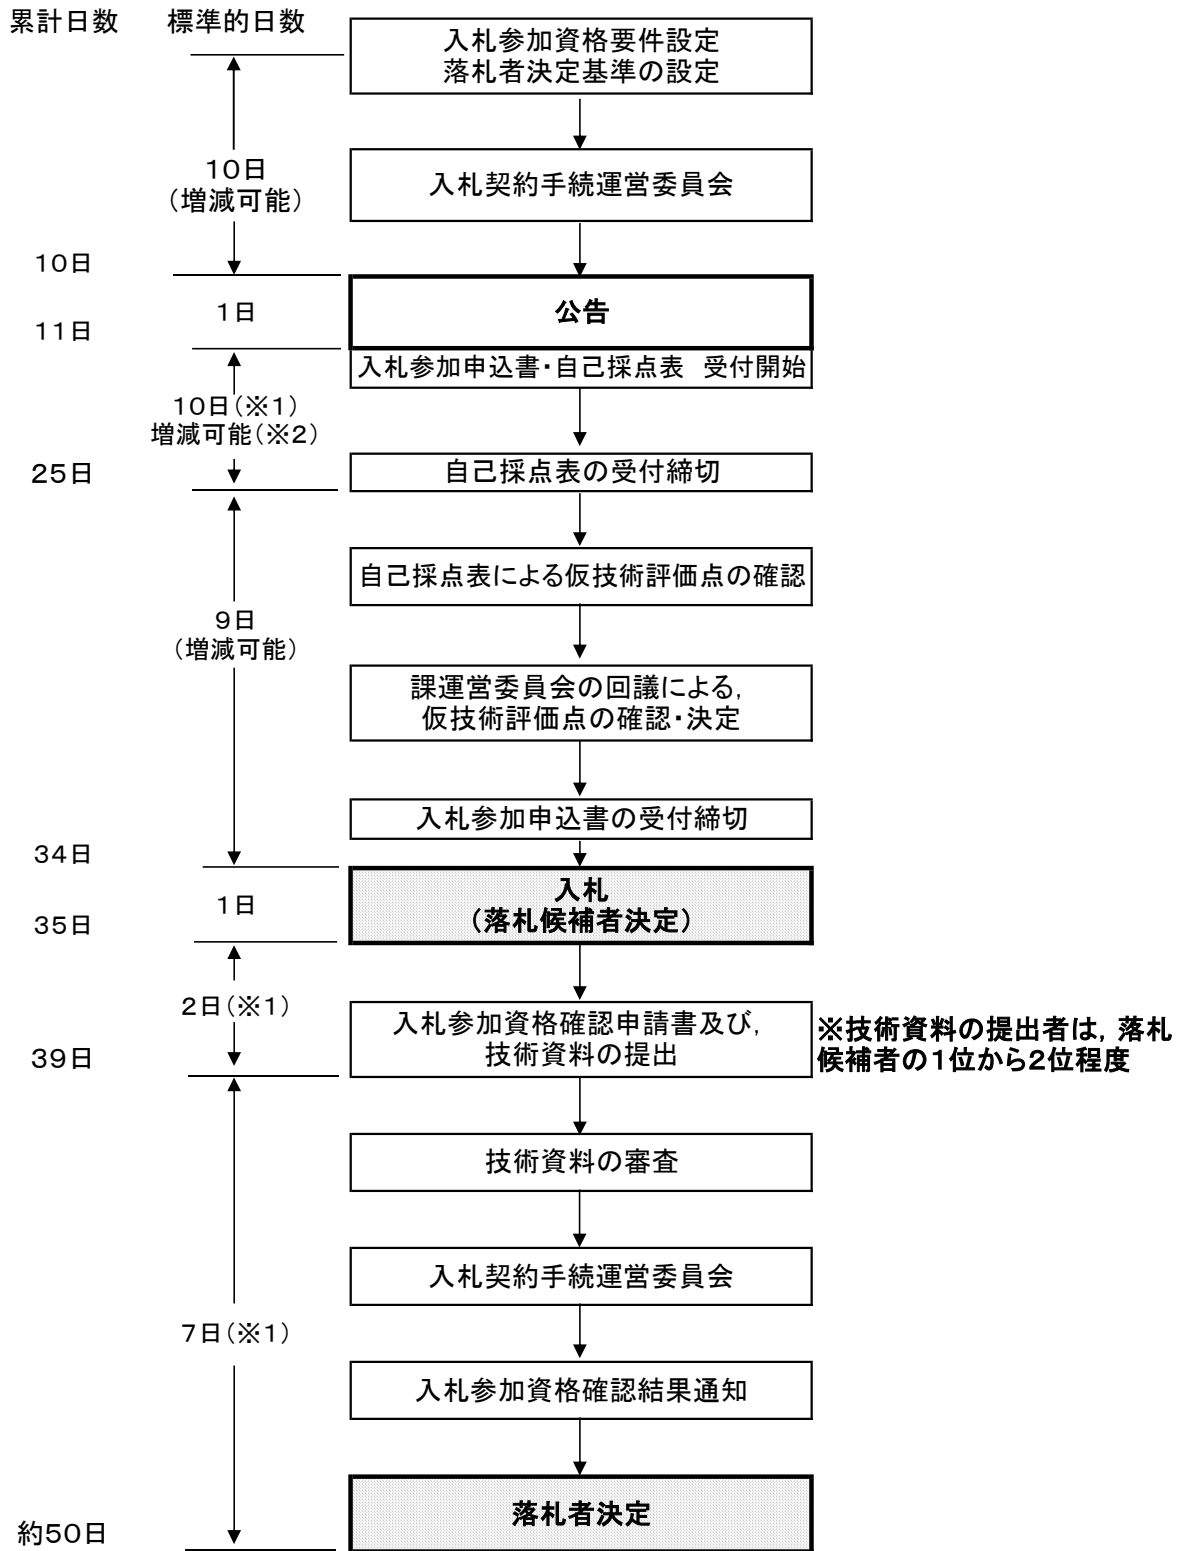 累計日数　標準的日数
入札参加資格要件設定
落札者決定基準の設定
10日
（増減可能）
入札契約手続運営委員会
10日
1日
公告
11日
入札参加申込書・自己採点表　受付開始
10日（※1）
増減可能（※2）
25日
自己採点表の受付締切
自己採点表による仮技術評価点の確認
9日
（増減可能）
課運営委員会の回議による，
仮技術評価点の確認・決定
入札参加申込書の受付締切
34日
1日
入札
（落札候補者決定）
35日
2日（※1）
入札参加資格確認申請書及び，
技術資料の提出
※技術資料の提出者は，落札
候補者の1位から2位程度
39日
技術資料の審査
入札契約手続運営委員会
7日（※1）
入札参加資格確認結果通知
落札者決定
約50日